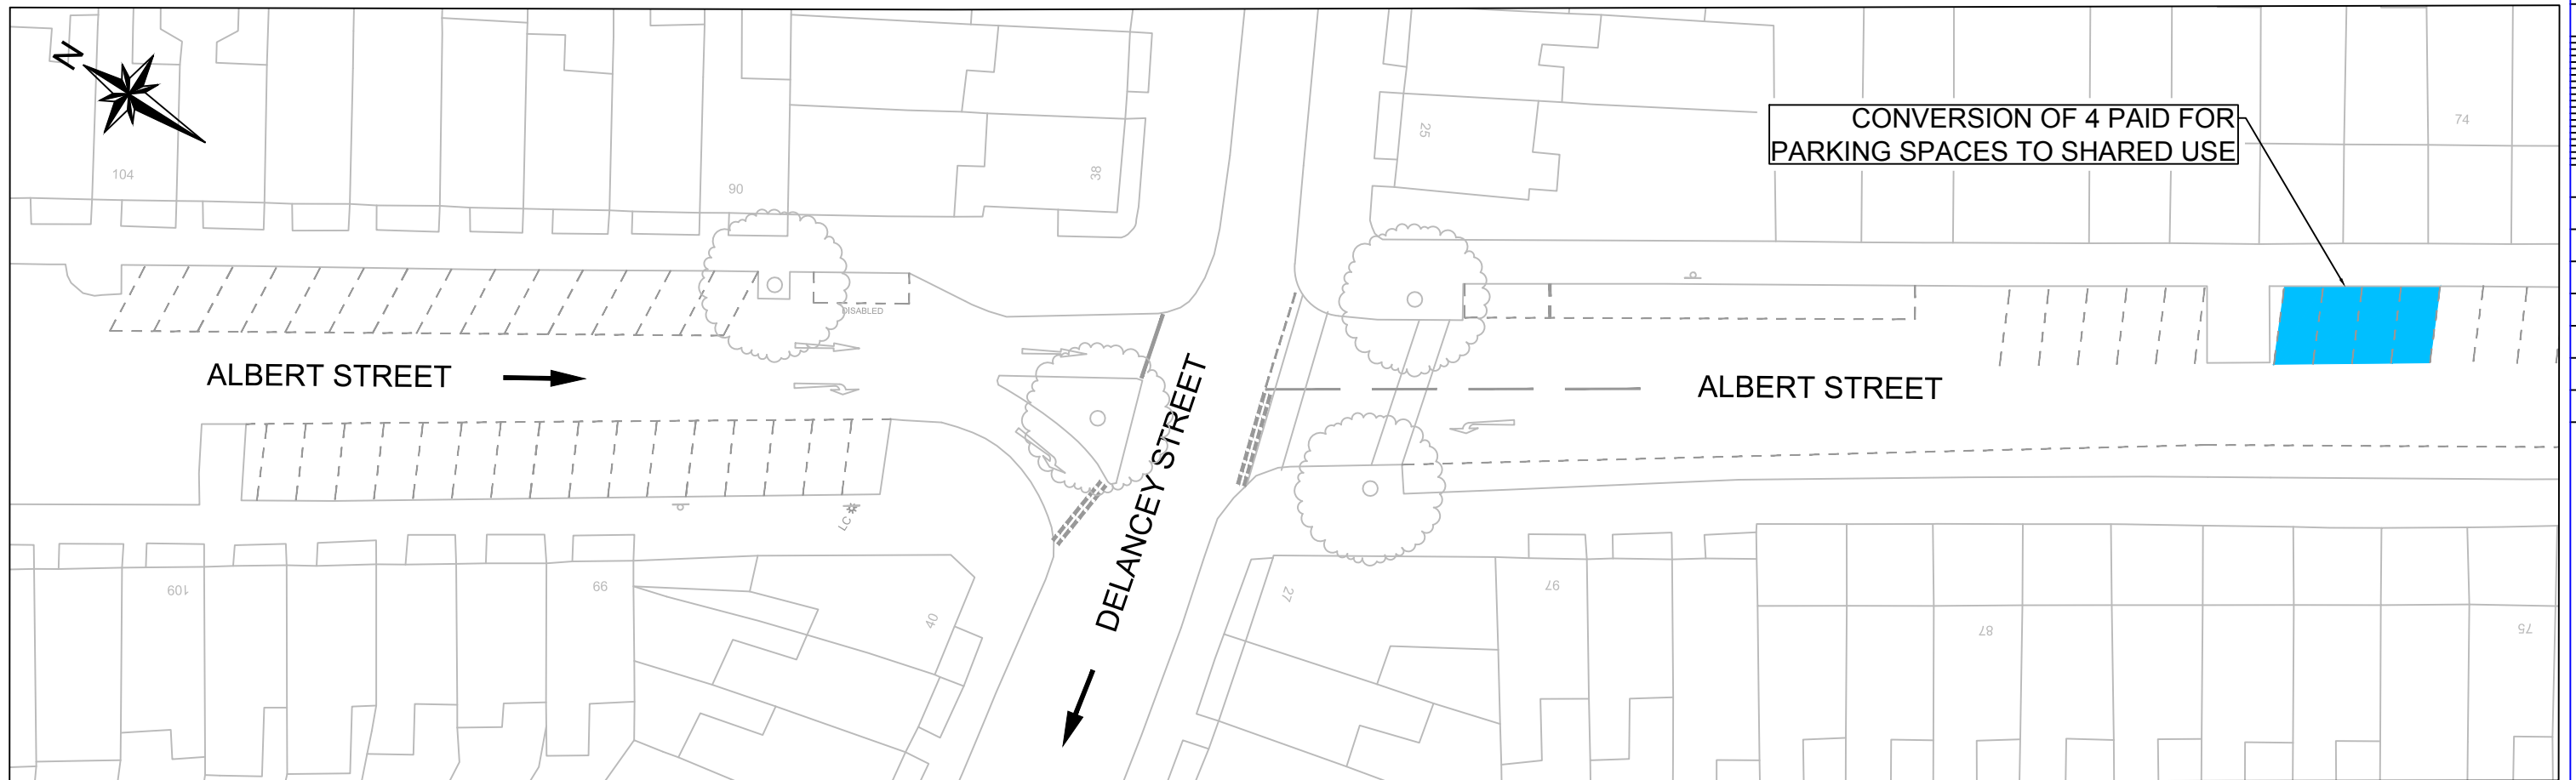 N
CONVERSION OF 4 PAID FOR
PARKING SPACES TO SHARED USE
74
25
104
90
38
DISABLED
ALBERT STREET
ALBERT STREET
DELANCEY STREET
LC
109
99
40
27
97
87
75